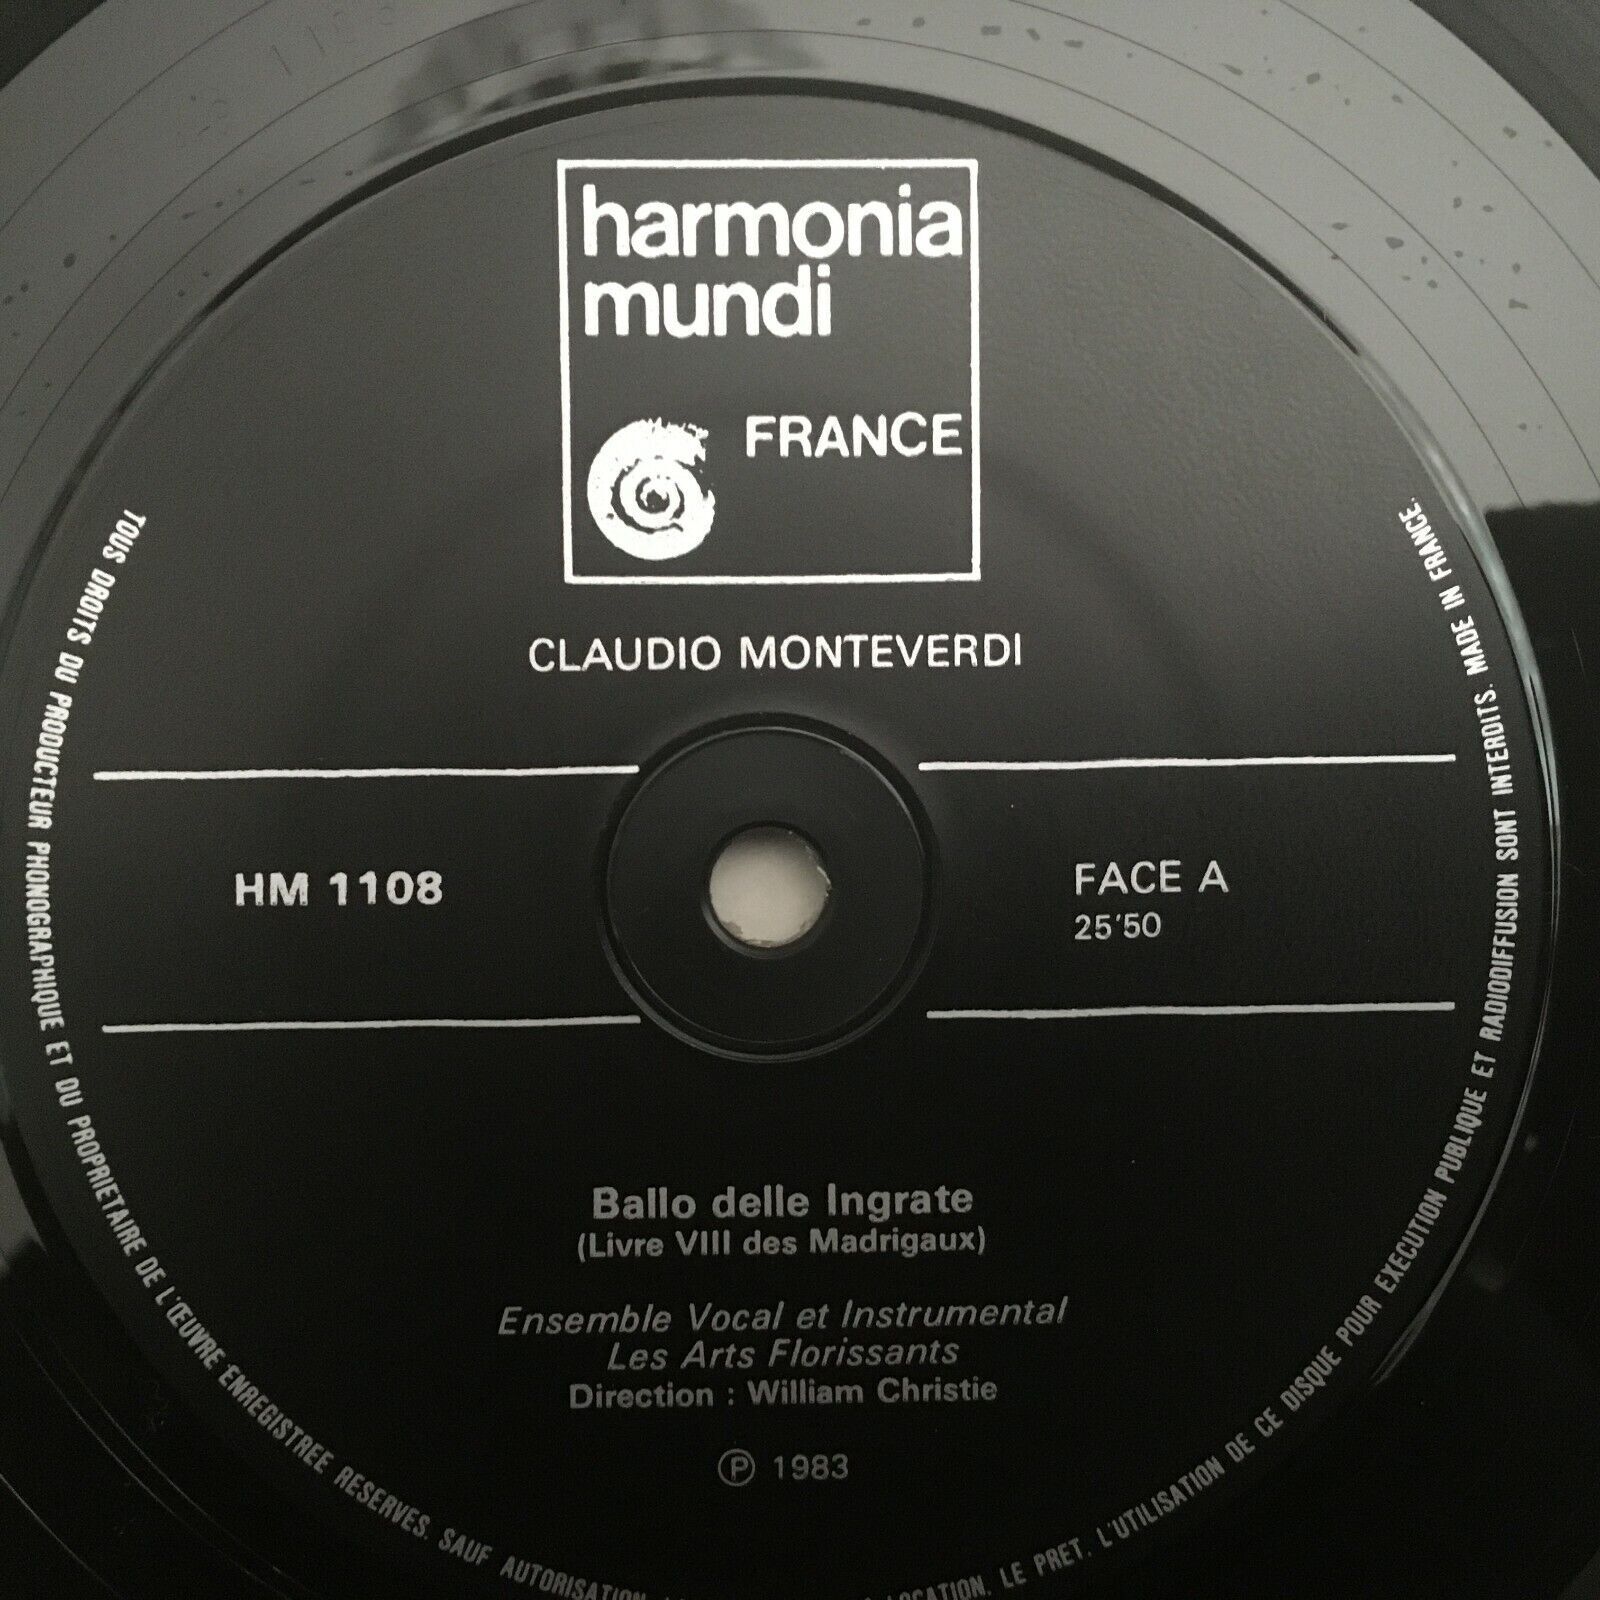 harmonia
mundi
FRANCE
CLAUDIO MONTEVERDI
HM 1108
FACE A
25'50
Ballo delle Ingrate
(Livre VIII des Madrigaux)
Ensemble Vocal et Instrumental
Les Arts Florissants
Direction : William Christie
℗ 1983
TOUS DROITS DU PRODUCTEUR PHONOGRAPHIQUE ET DU PROPRIETAIRE DE L'ŒUVRE ENREGISTREE RESERVES. SAUF AUTORISATION LE PRET. L'UTILISATION DE CE DISQUE POUR EXECUTION PUBLIQUE ET RADIODIFFUSION SONT INTERDITS. MADE IN FRANCE.